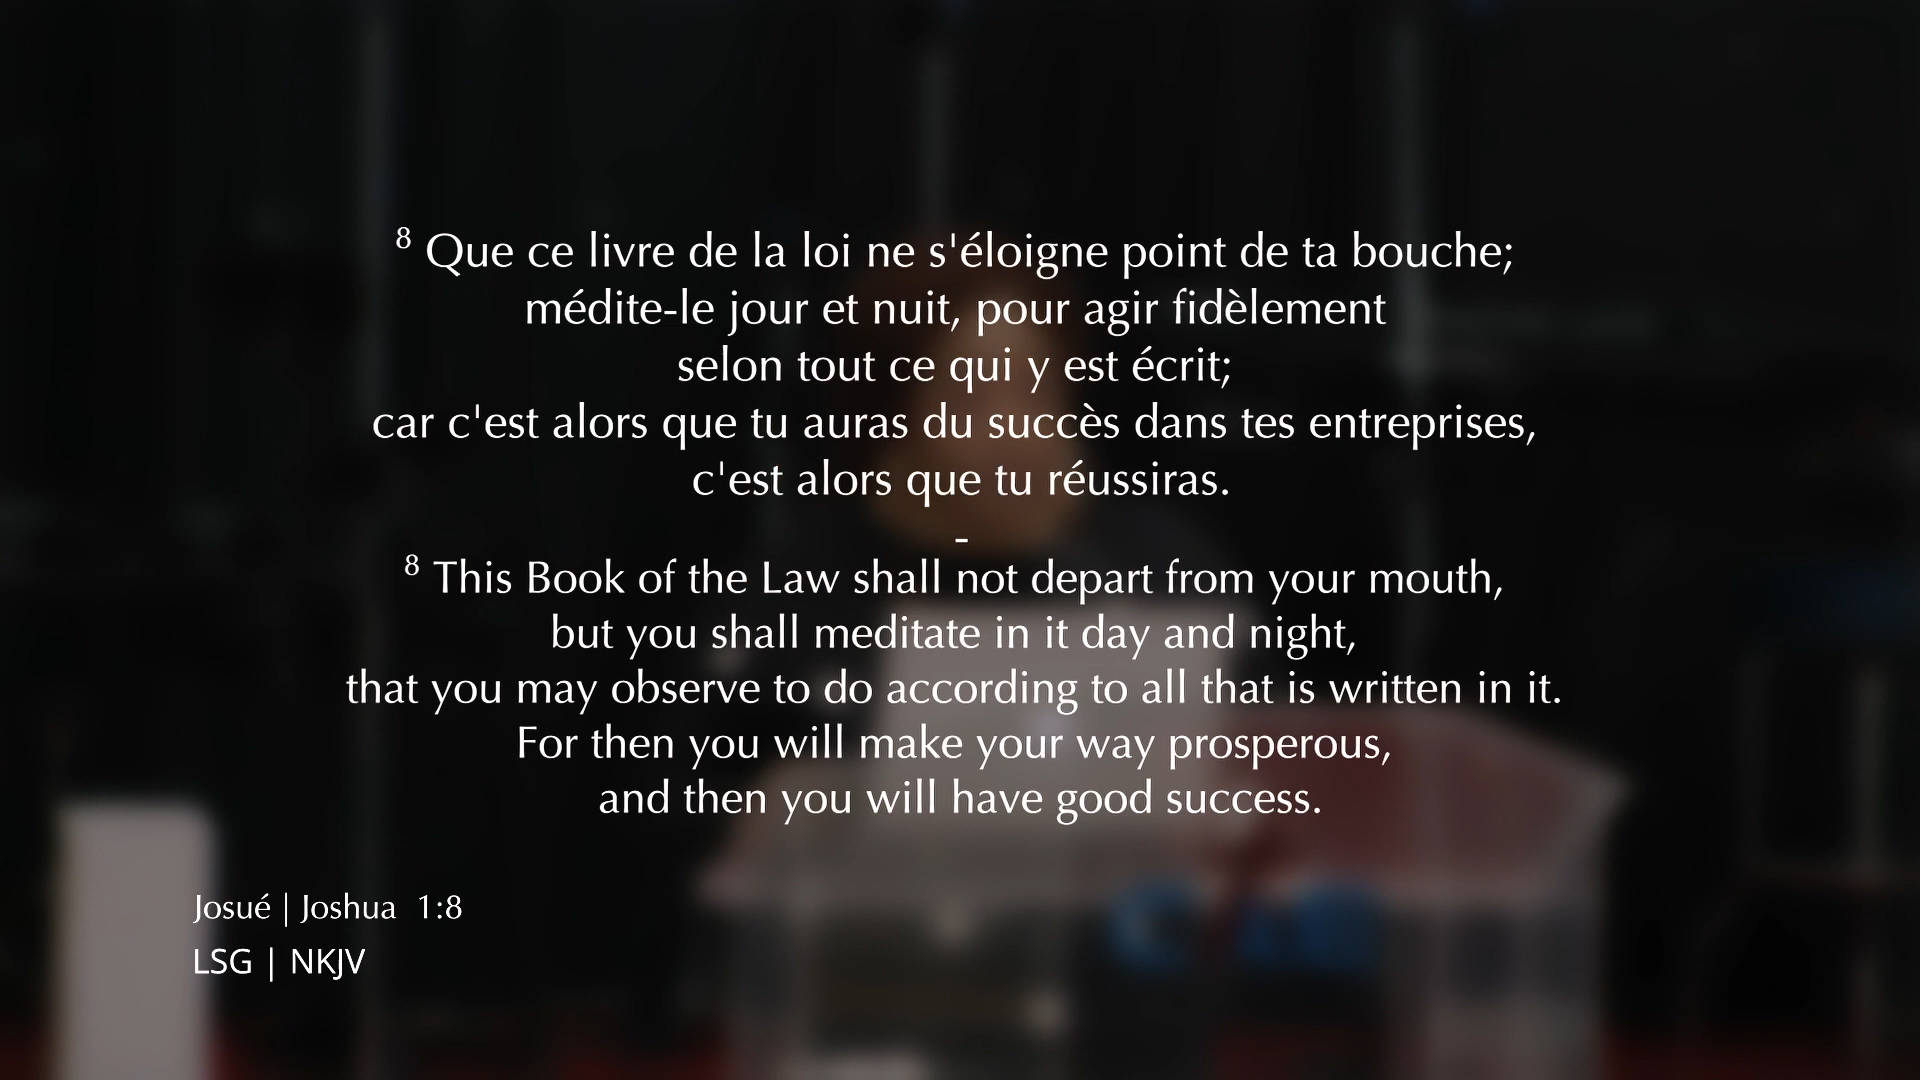 8 Que ce livre de la loi ne s'éloigne point de ta bouche;
médite-le jour et nuit, pour agir fidèlement
selon tout ce qui y est écrit;
car c'est alors que tu auras du succès dans tes entreprises,
c'est alors que tu réussiras.
-
8 This Book of the Law shall not depart from your mouth,
but you shall meditate in it day and night,
that you may observe to do according to all that is written in it.
For then you will make your way prosperous,
and then you will have good success.
Josué | Joshua 1:8
LSG | NKJV